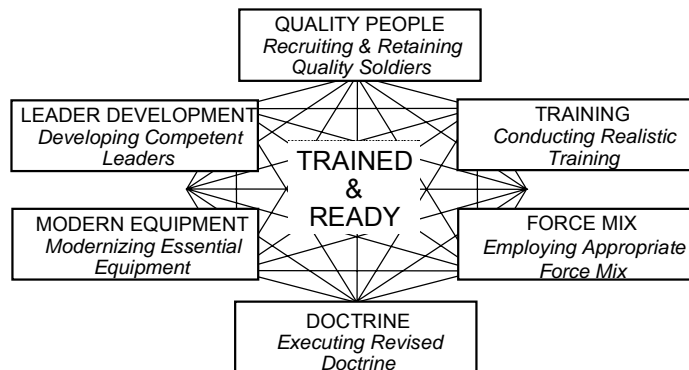 QUALITY PEOPLE
Recruiting & Retaining
Quality Soldiers
LEADER DEVELOPMENT
Developing Competent
Leaders
TRAINING
Conducting Realistic
Training
TRAINED
&
READY
MODERN EQUIPMENT
Modernizing Essential
Equipment
FORCE MIX
Employing Appropriate
Force Mix
DOCTRINE
Executing Revised
Doctrine